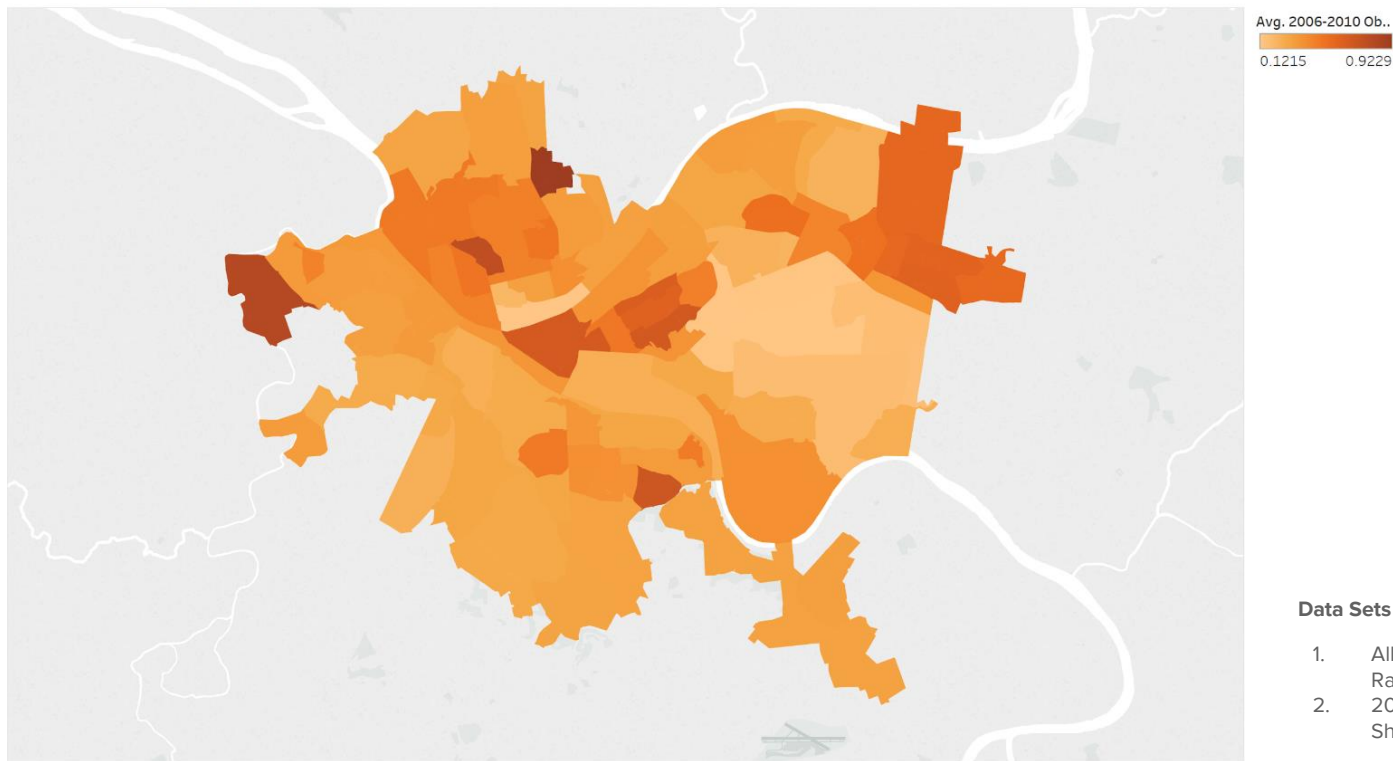 Avg. 2006-2010 Ob..
0.1215 0.9229
Data Sets
1. All
Ra
2. 20
Sh